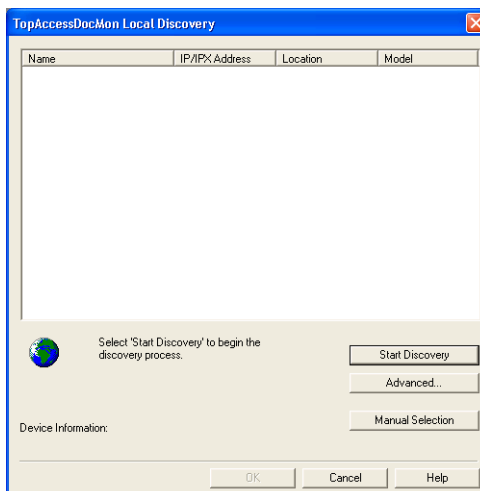 TopAccessDocMon Local Discovery
Name IP/IPX Address Location Model
Select 'Start Discovery' to begin the
discovery process.
Start Discovery
Advanced...
Manual Selection
Device Information:
OK Cancel Help